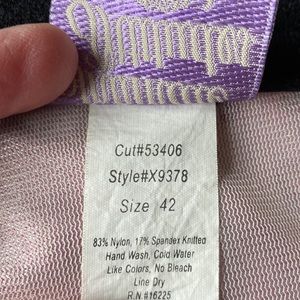 Cut#53406
Style#X9378
Size 42
83% Nylon, 17% Spandex Knitted
Hand Wash, Cold Water
Like Colors, No Bleach
Line Dry
R.N.#16225